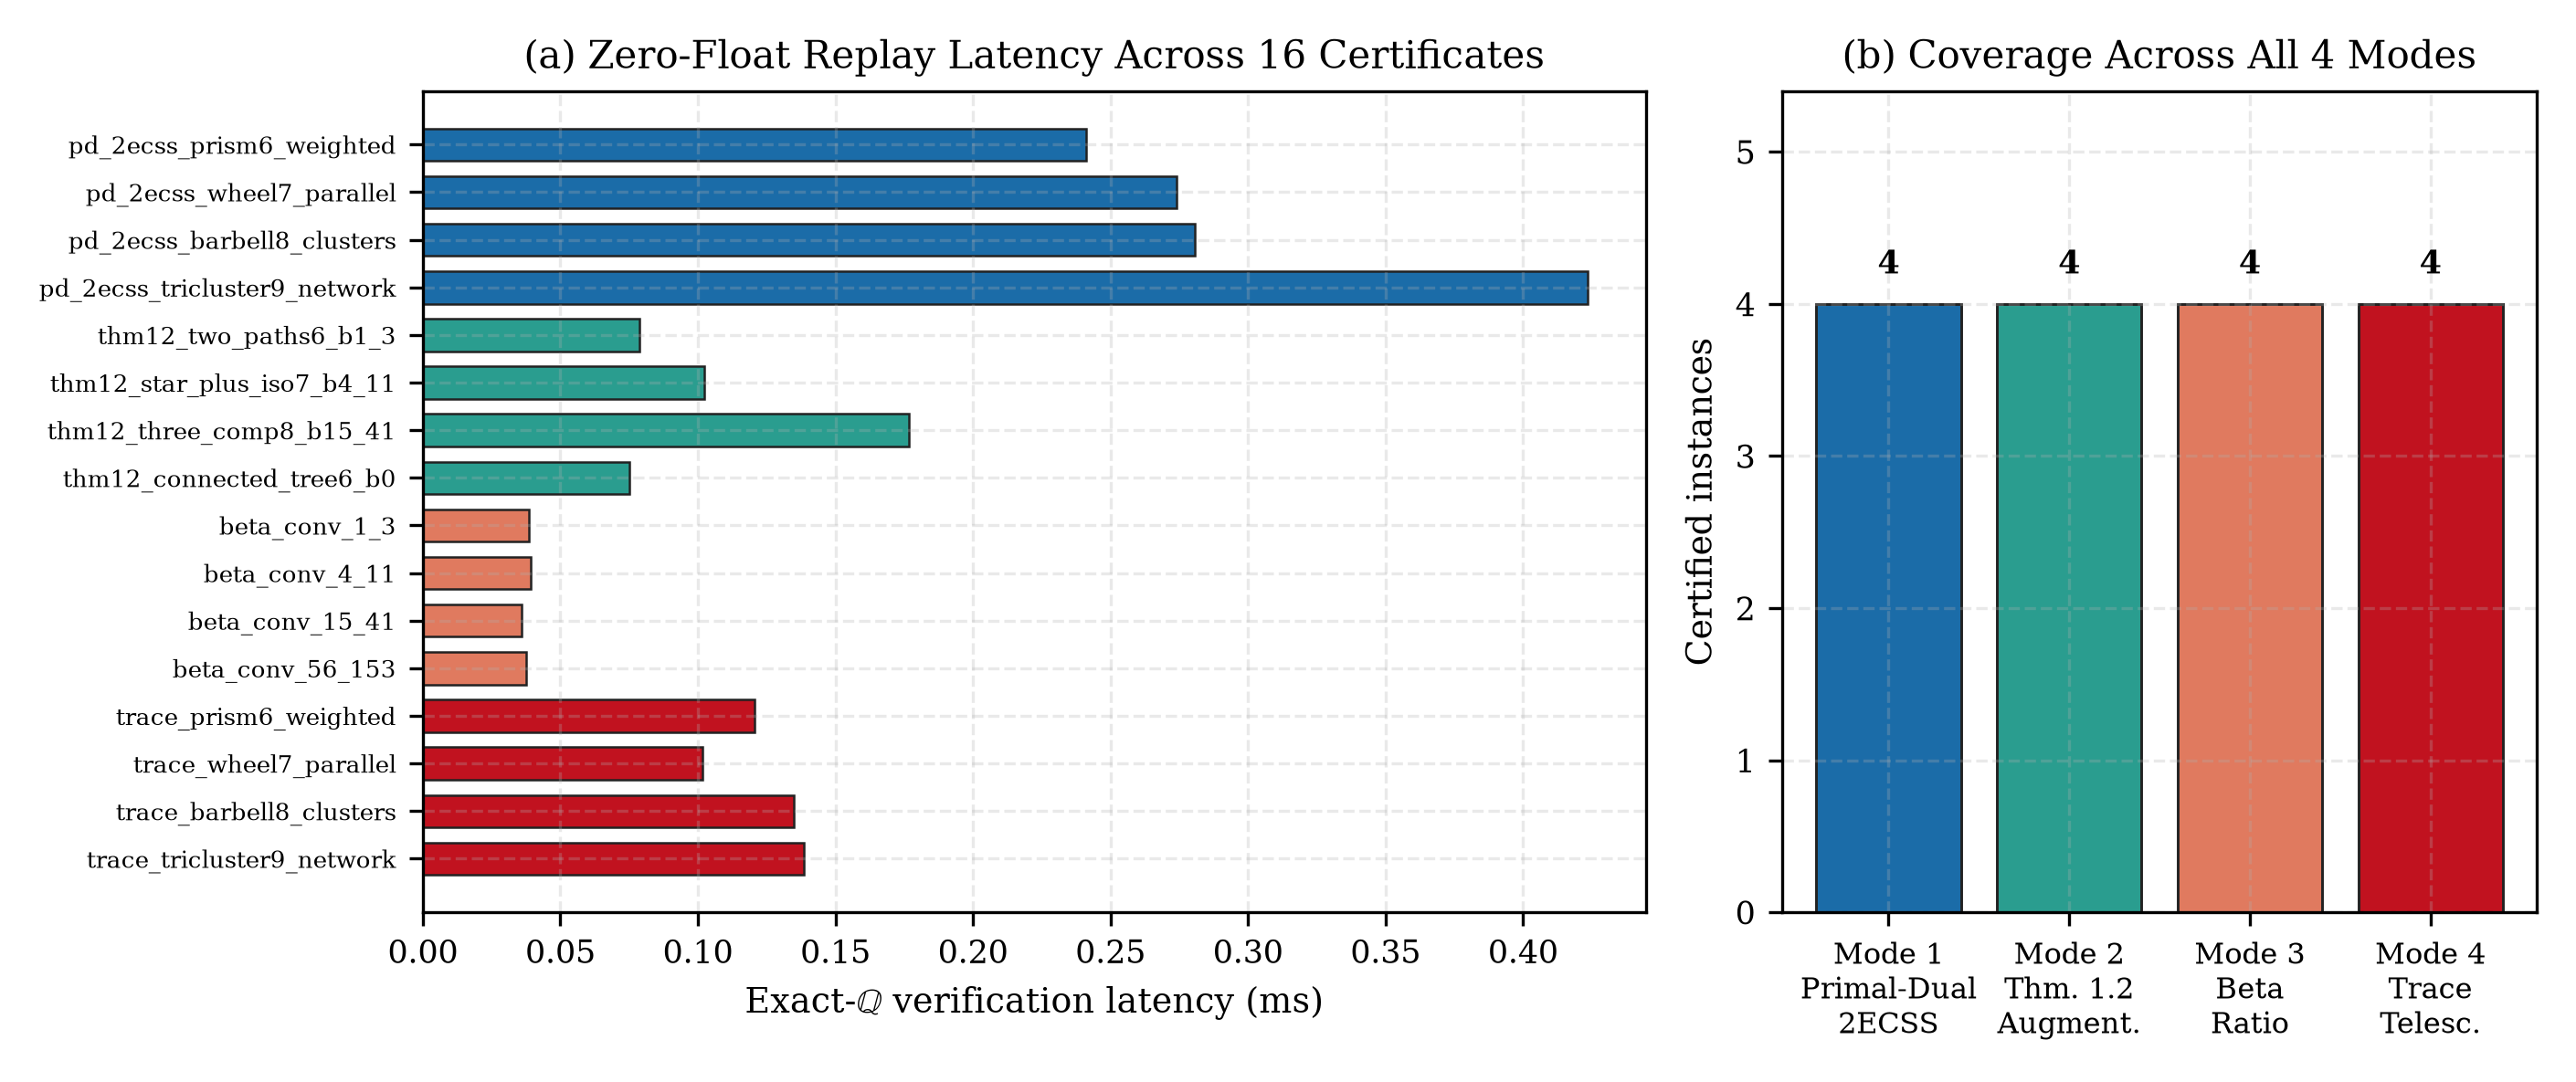 (a) Zero-Float Replay Latency Across 16 Certificates
pd_2ecss_prism6_weighted
pd_2ecss_wheel7_parallel
pd_2ecss_barbell8_clusters
pd_2ecss_tricluster9_network
thm12_two_paths6_b1_3
thm12_star_plus_iso7_b4_11
thm12_three_comp8_b15_41
thm12_connected_tree6_b0
beta_conv_1_3
beta_conv_4_11
beta_conv_15_41
beta_conv_56_153
trace_prism6_weighted
trace_wheel7_parallel
trace_barbell8_clusters
trace_tricluster9_network
0.00 0.05 0.10 0.15 0.20 0.25 0.30 0.35 0.40
Exact-ℚ verification latency (ms)
(b) Coverage Across All 4 Modes
Certified instances
5
4
3
2
1
0
4 4 4 4
Mode 1 Mode 2 Mode 3 Mode 4
Primal-Dual Thm. 1.2 Beta Trace
2ECSS Augment. Ratio Telesc.